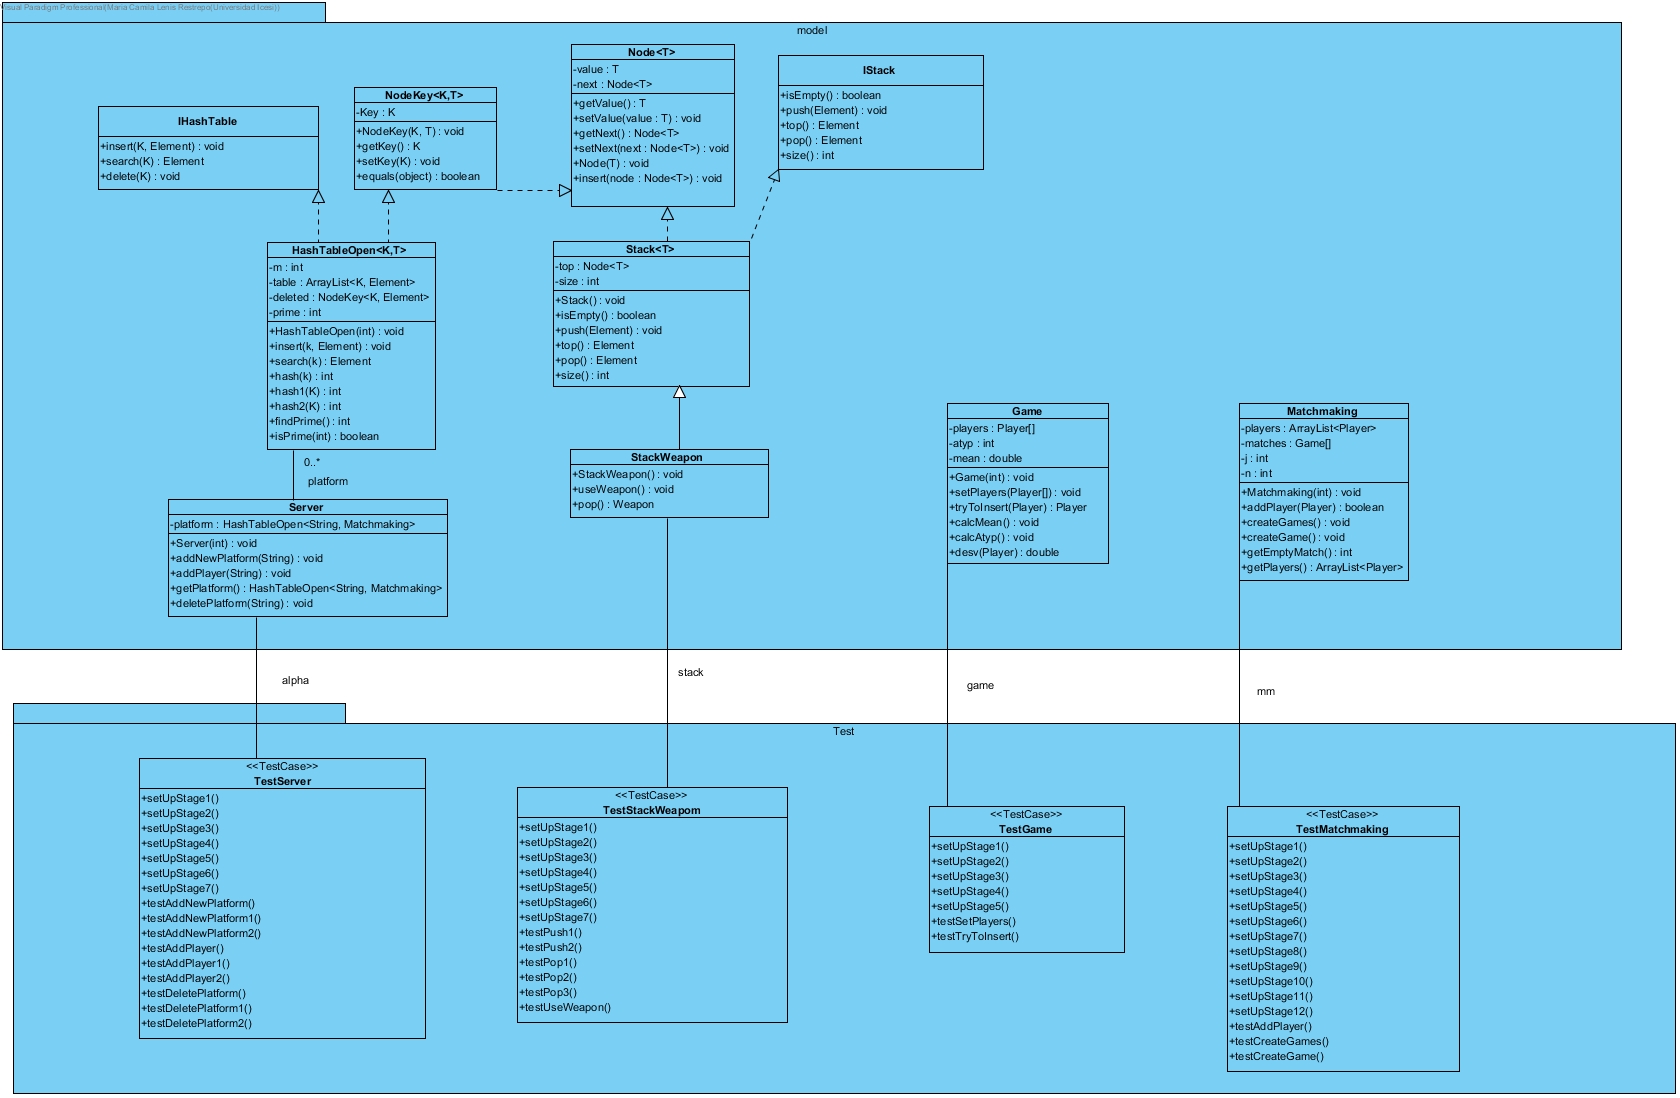 Visual Paradigm Professional(Maria Camila Lenis Restrepo(Universidad Icesi))
model
Node<T>
-value : T
-next : Node<T>
+getValue() : T
+setValue(value : T) : void
+getNext() : Node<T>
+setNext(next : Node<T>) : void
+Node(T) : void
+insert(node : Node<T>) : void
IStack
+isEmpty() : boolean
+push(Element) : void
+top() : Element
+pop() : Element
+size() : int
NodeKey<K,T>
-Key : K
+NodeKey(K, T) : void
+getKey() : K
+setKey(K) : void
+equals(object) : boolean
IHashTable
+insert(K, Element) : void
+search(K) : Element
+delete(K) : void
HashTableOpen<K,T>
-m : int
-table : ArrayList<K, Element>
-deleted : NodeKey<K, Element>
-prime : int
+HashTableOpen(int) : void
+insert(k, Element) : void
+search(k) : Element
+hash(k) : int
+hash1(K) : int
+hash2(K) : int
+findPrime() : int
+isPrime(int) : boolean
Stack<T>
-top : Node<T>
-size : int
+Stack() : void
+isEmpty() : boolean
+push(Element) : void
+top() : Element
+pop() : Element
+size() : int
0..*
platform
Server
-platform : HashTableOpen<String, Matchmaking>
+Server(int) : void
+addNewPlatform(String) : void
+addPlayer(String) : void
+getPlatform() : HashTableOpen<String, Matchmaking>
+deletePlatform(String) : void
StackWeapon
+StackWeapon() : void
+useWeapon() : void
+pop() : Weapon
Game
-players : Player[]
-atyp : int
-mean : double
+Game(int) : void
+setPlayers(Player[]) : void
+tryToInsert(Player) : Player
+calcMean() : void
+calcAtyp() : void
+desv(Player) : double
Matchmaking
-players : ArrayList<Player>
-matches : Game[]
-j : int
-n : int
+Matchmaking(int) : void
+addPlayer(Player) : boolean
+createGames() : void
+createGame() : void
+getEmptyMatch() : int
+getPlayers() : ArrayList<Player>
alpha
stack
game
mm
Test
<<TestCase>>
TestServer
+setUpStage1()
+setUpStage2()
+setUpStage3()
+setUpStage4()
+setUpStage5()
+setUpStage6()
+setUpStage7()
+testAddNewPlatform()
+testAddNewPlatform1()
+testAddNewPlatform2()
+testAddPlayer()
+testAddPlayer1()
+testAddPlayer2()
+testDeletePlatform()
+testDeletePlatform1()
+testDeletePlatform2()
<<TestCase>>
TestStackWeapom
+setUpStage1()
+setUpStage2()
+setUpStage3()
+setUpStage4()
+setUpStage5()
+setUpStage6()
+setUpStage7()
+testPush1()
+testPush2()
+testPop1()
+testPop2()
+testPop3()
+testUseWeapon()
<<TestCase>>
TestGame
+setUpStage1()
+setUpStage2()
+setUpStage3()
+setUpStage4()
+setUpStage5()
+testSetPlayers()
+testTryToInsert()
<<TestCase>>
TestMatchmaking
+setUpStage1()
+setUpStage2()
+setUpStage3()
+setUpStage4()
+setUpStage5()
+setUpStage6()
+setUpStage7()
+setUpStage8()
+setUpStage9()
+setUpStage10()
+setUpStage11()
+setUpStage12()
+testAddPlayer()
+testCreateGames()
+testCreateGame()